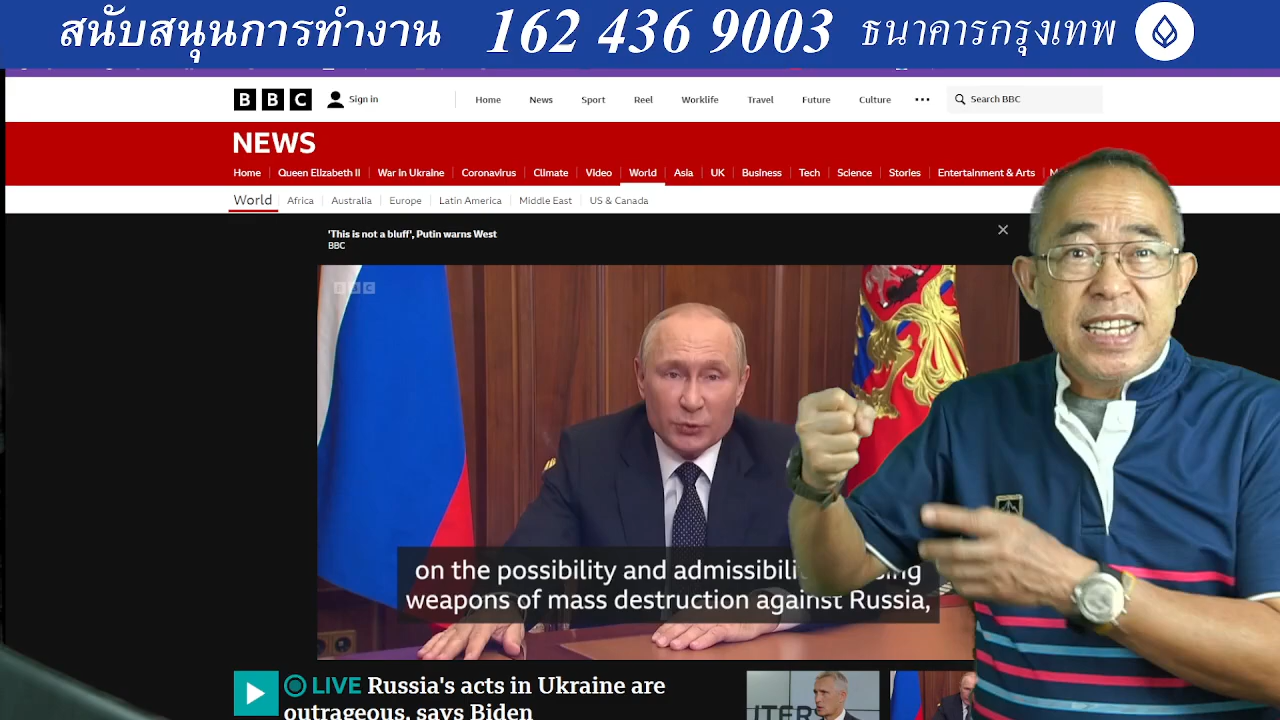 สนับสนุนการทำงาน 162 436 9003 ธนาคารกรุงเทพ
BBC Sign in Home News Sport Reel Worklife Travel Future Culture ••• Search BBC
NEWS
Home Queen Elizabeth II War in Ukraine Coronavirus Climate Video World Asia UK Business Tech Science Stories Entertainment & Arts
World Africa Australia Europe Latin America Middle East US & Canada
'This is not a bluff', Putin warns West
BBC
BBC
on the possibility and
weapons of mass destruction against Russia,
LIVE Russia's acts in Ukraine are
outrageous, says Biden